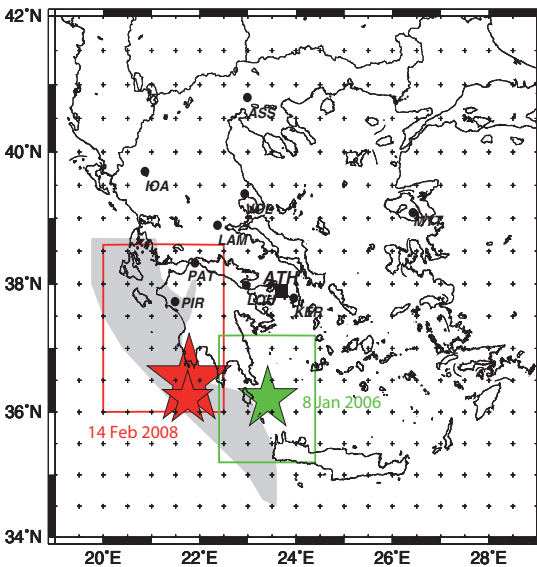 42°N
ASS
40°N
IOA
VOL
MYT
LAM
PAT
ATH
38°N
LOU
PIR
KER
36°N
8 Jan 2006
14 Feb 2008
34°N
20°E 22°E 24°E 26°E 28°E